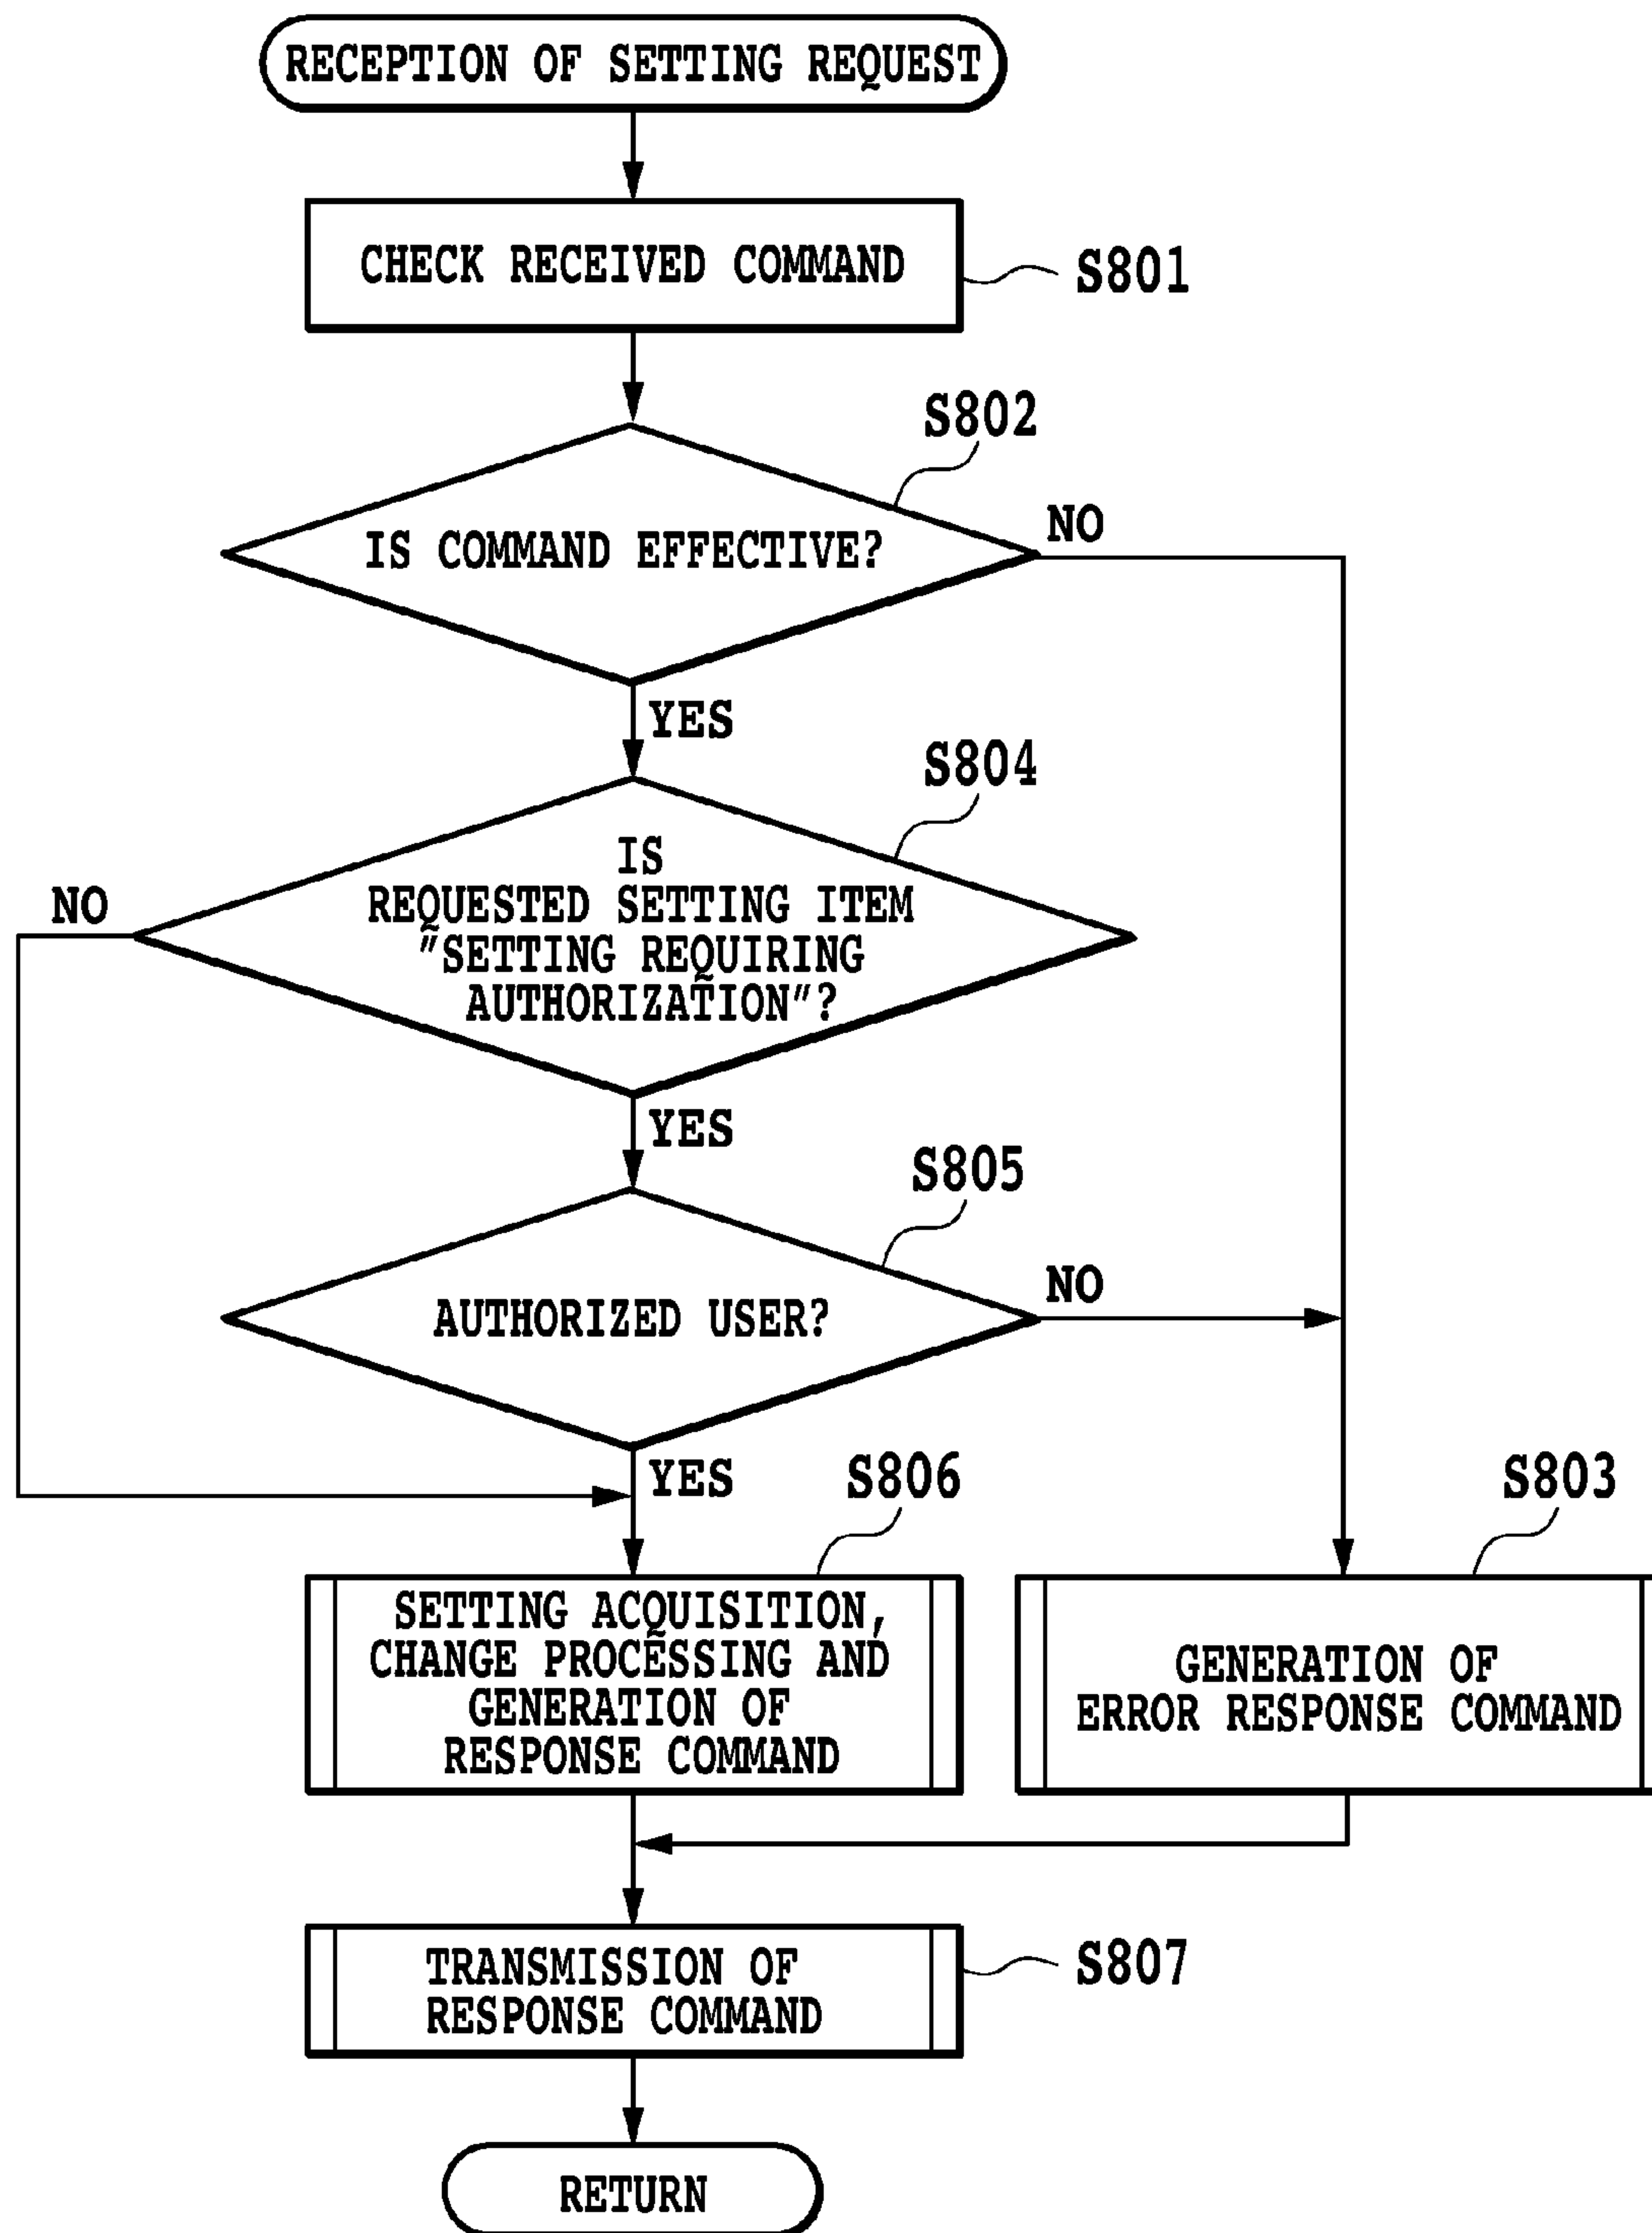 RECEPTION OF SETTING REQUEST
CHECK RECEIVED COMMAND
S801
S802
IS COMMAND EFFECTIVE?
NO
YES
S804
IS
REQUESTED SETTING ITEM
"SETTING REQUIRING
AUTHORIZATION"?
NO
YES
S805
AUTHORIZED USER?
NO
YES
S806
S803
SETTING ACQUISITION,
CHANGE PROCESSING AND
GENERATION OF
RESPONSE COMMAND
GENERATION OF
ERROR RESPONSE COMMAND
TRANSMISSION OF
RESPONSE COMMAND
S807
RETURN